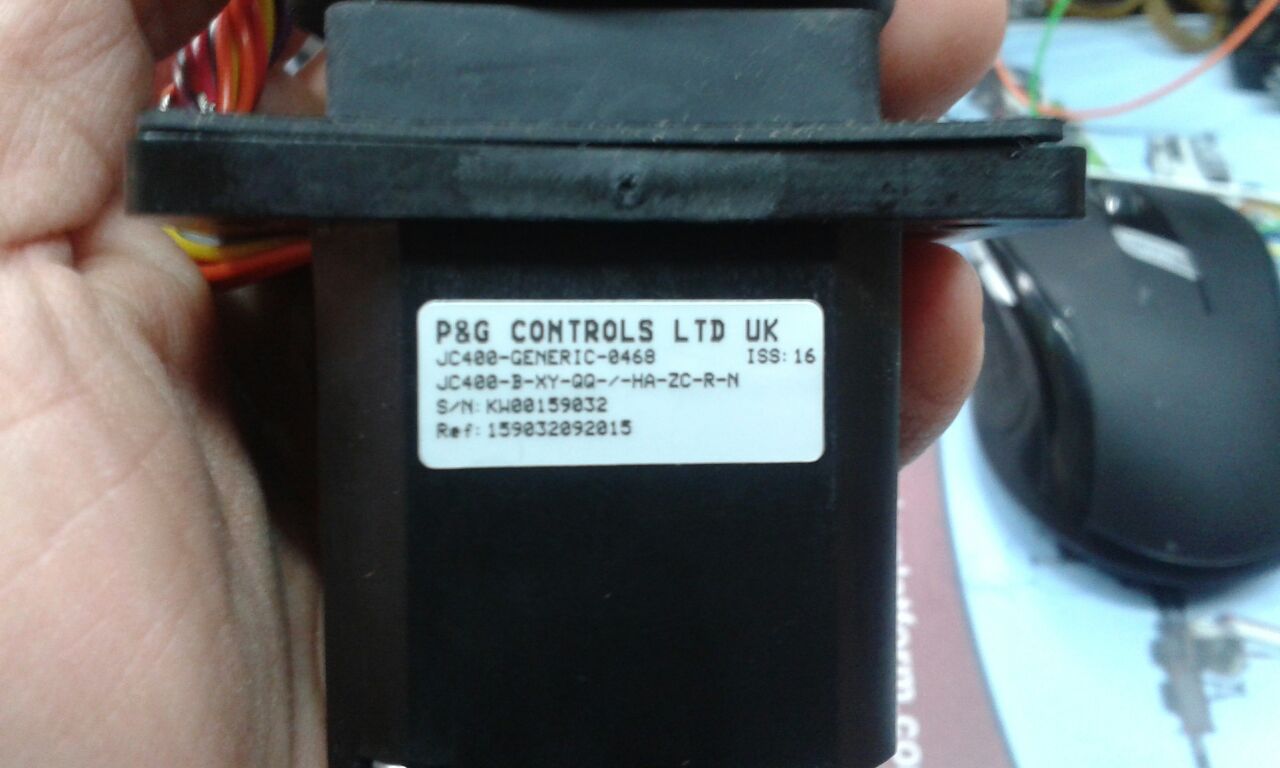 P&G CONTROLS LTD UK
JC400-GENERIC-0468 ISS: 16
JC400-B-XY-QQ-/-HA-ZC-R-N
S/N: KW00159032
Ref: 159032092015